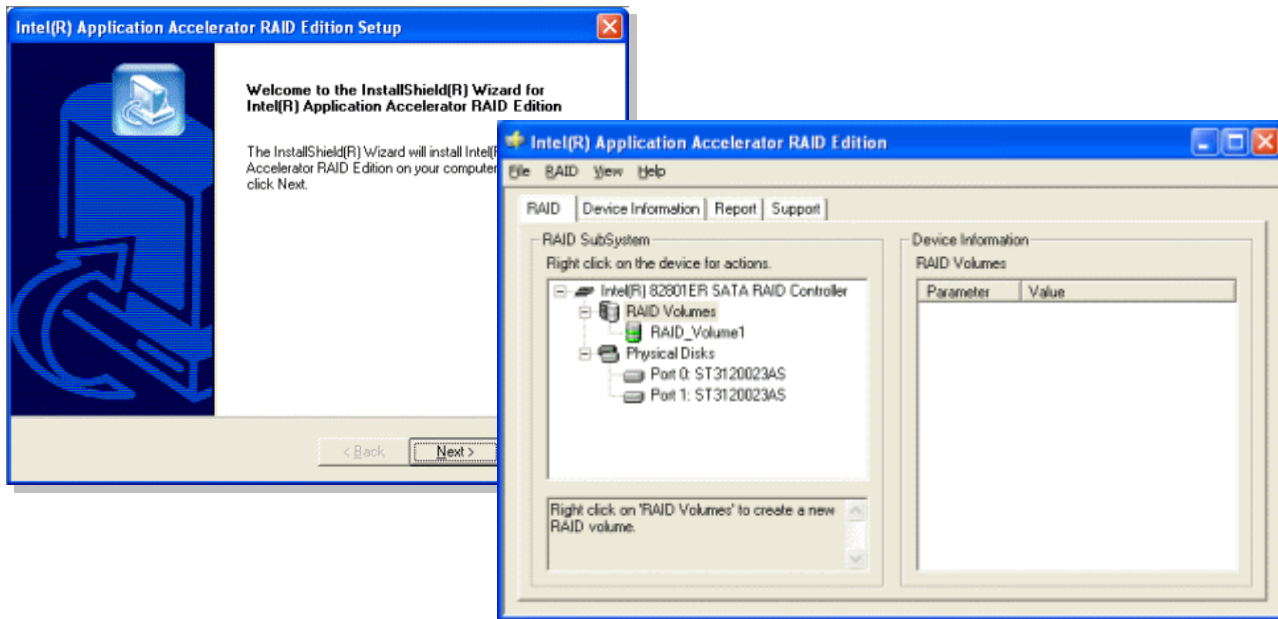 Intel(R) Application Accelerator RAID Edition Setup
Welcome to the InstallShield(R) Wizard for
Intel(R) Application Accelerator RAID Edition
The InstallShield(R) Wizard will install Intel(R
Accelerator RAID Edition on your computer
click Next.
< Back
Next >
Intel(R) Application Accelerator RAID Edition
File RAID View Help
RAID Device Information Report Support
RAID SubSystem
Right click on the device for actions.
Intel(R) 82801ER SATA RAID Controller
RAID Volumes
RAID_Volume1
Physical Disks
Port 0: ST3120023AS
Port 1: ST3120023AS
Right click on 'RAID Volumes' to create a new
RAID volume.
Device Information
RAID Volumes
Parameter Value